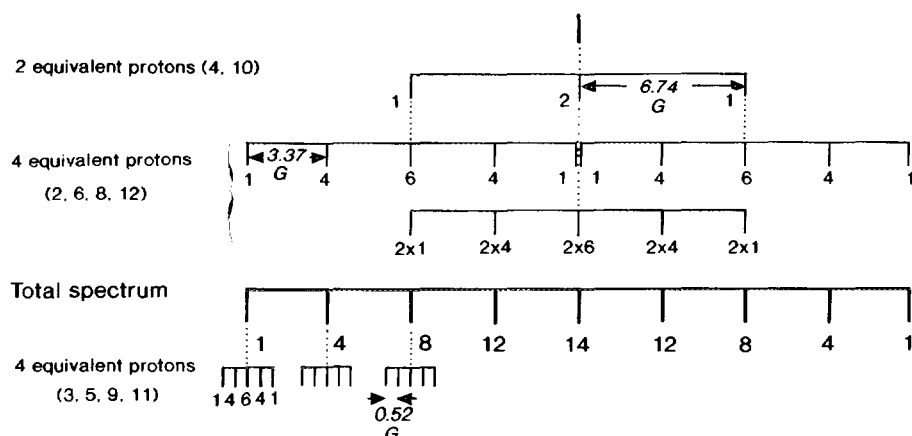 2 equivalent protons (4, 10)
1 2 6.74 1
G
4 equivalent protons
(2, 6, 8, 12)
3.37
1 G 4 6 4 1 1 4 6 4 1
2x1 2x4 2x6 2x4 2x1
Total spectrum
1 4 8 12 14 12 8 4 1
4 equivalent protons
(3, 5, 9, 11)
1 4 6 4 1
0.52
G